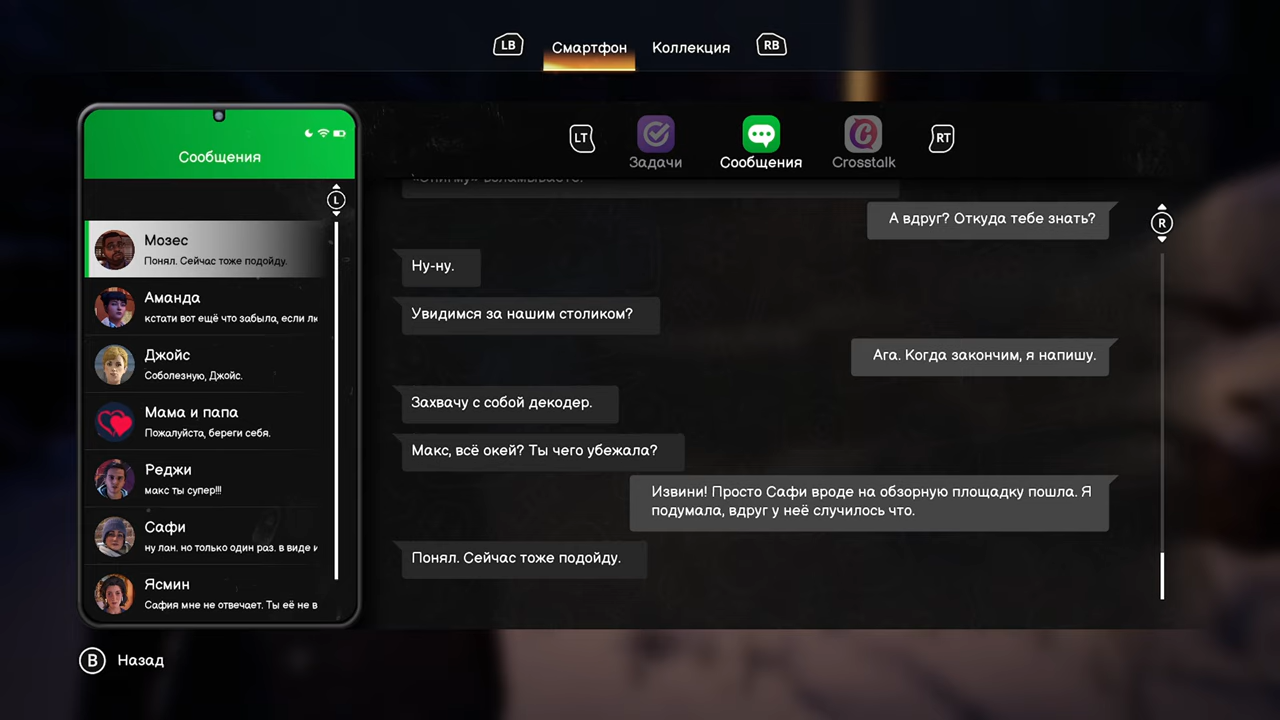 LB
Смартфон
Коллекция
RB
Сообщения
L
Мозес
Понял. Сейчас тоже подойду.
Аманда
кстати вот ещё что забыла, если лю
Джойс
Соболезную, Джойс.
Мама и папа
Пожалуйста, береги себя.
Реджи
макс ты супер!!!
Сафи
ну лан. но только один раз. в виде и
Ясмин
Сафия мне не отвечает. Ты её не в
LT
Задачи
Сообщения
Crosstalk
RT
«Энигму» взламываете.
А вдруг? Откуда тебе знать?
R
Ну-ну.
Увидимся за нашим столиком?
Ага. Когда закончим, я напишу.
Захвачу с собой декодер.
Макс, всё окей? Ты чего убежала?
Извини! Просто Сафи вроде на обзорную площадку пошла. Я
подумала, вдруг у неё случилось что.
Понял. Сейчас тоже подойду.
B
Назад